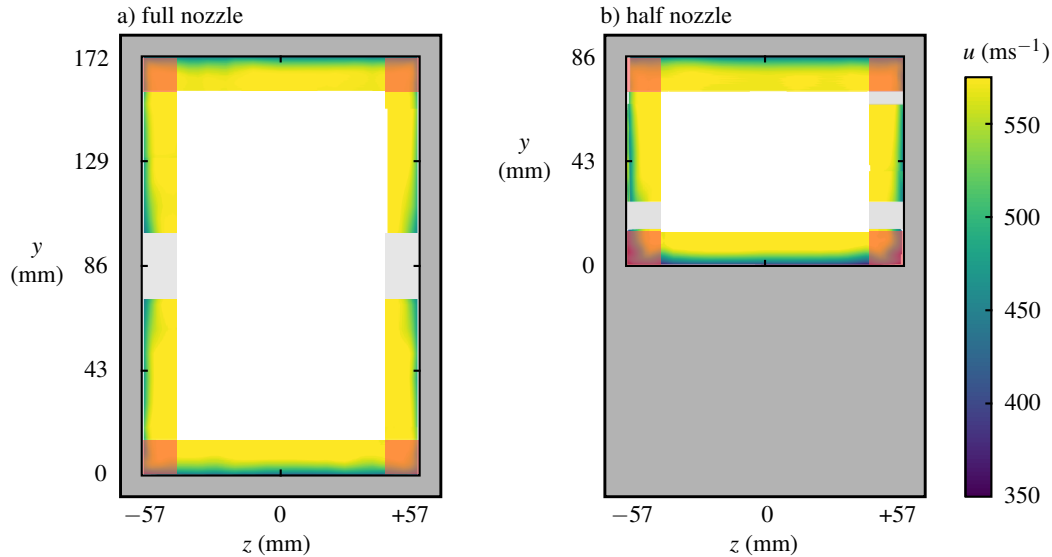 a) full nozzle
b) half nozzle
172
129
y
(mm)
86
43
0
−57
0
+57
z (mm)
86
y
(mm)
43
0
−57
0
+57
z (mm)
u (ms⁻¹)
550
500
450
400
350